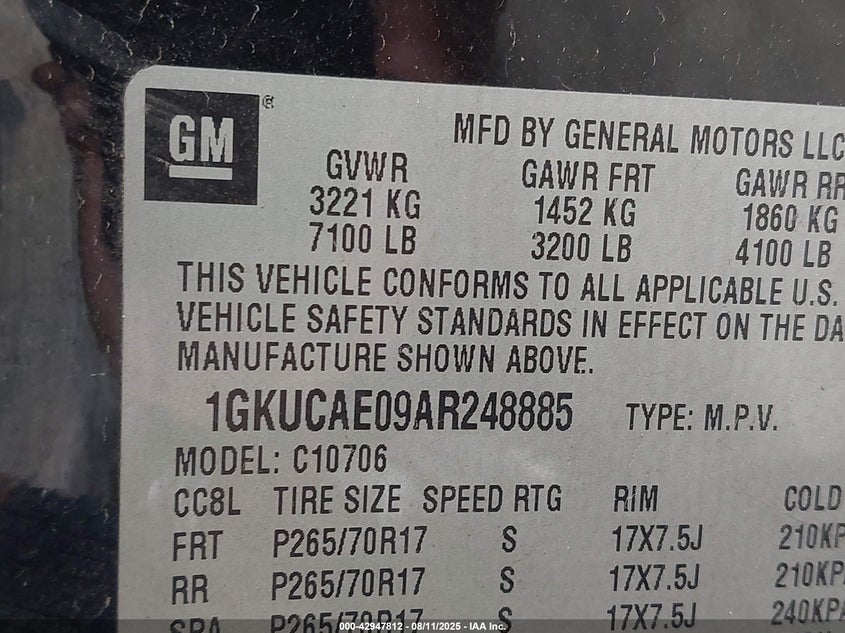 GM®
MFD BY GENERAL MOTORS LLC
GVWR GAWR FRT GAWR RR
3221 KG 1452 KG 1860 KG
7100 LB 3200 LB 4100 LB
THIS VEHICLE CONFORMS TO ALL APPLICABLE U.S.
VEHICLE SAFETY STANDARDS IN EFFECT ON THE DA
MANUFACTURE SHOWN ABOVE.
1GKUCAE09AR248885 TYPE: M.P.V.
MODEL: C10706
CC8L TIRE SIZE SPEED RTG RIM COLD
FRT P265/70R17 S 17X7.5J 210KP
RR P265/70R17 S 17X7.5J 210KPA
SPA P265/70R17 S 17X7.5J 240KPA
000-42947812 - 08/11/2025 - IAA Inc.